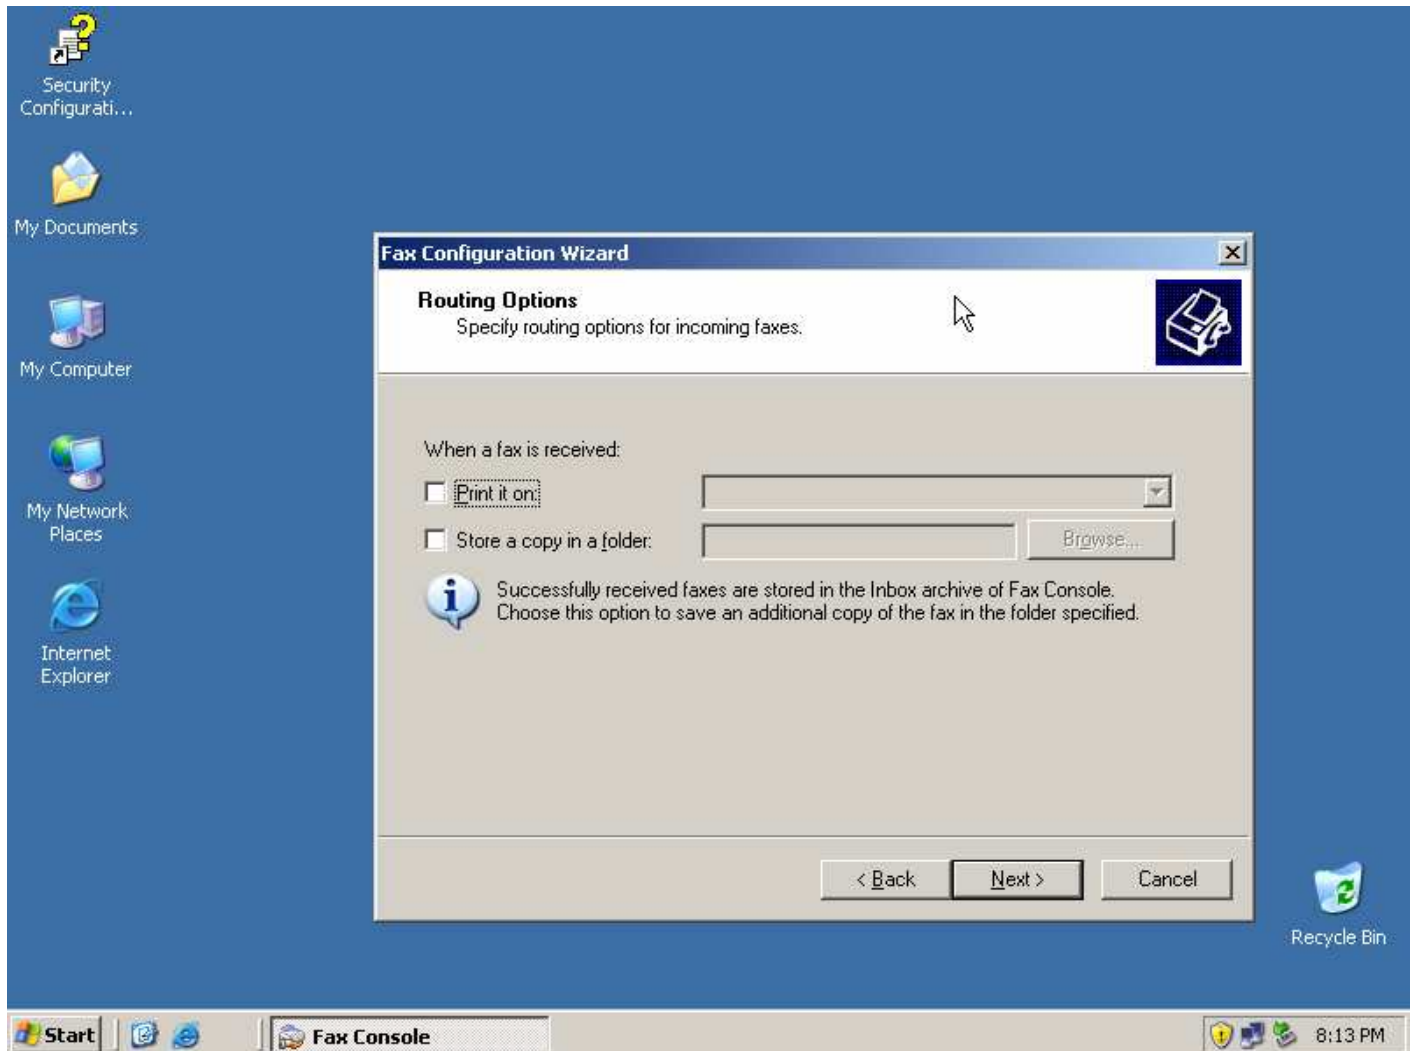 Security
Configurati...
My Documents
My Computer
My Network
Places
Internet
Explorer
Fax Configuration Wizard
Routing Options
Specify routing options for incoming faxes.
When a fax is received:
Print it on:
Store a copy in a folder:
Browse...
Successfully received faxes are stored in the Inbox archive of Fax Console.
Choose this option to save an additional copy of the fax in the folder specified.
< Back
Next >
Cancel
Recycle Bin
Start
Fax Console
8:13 PM